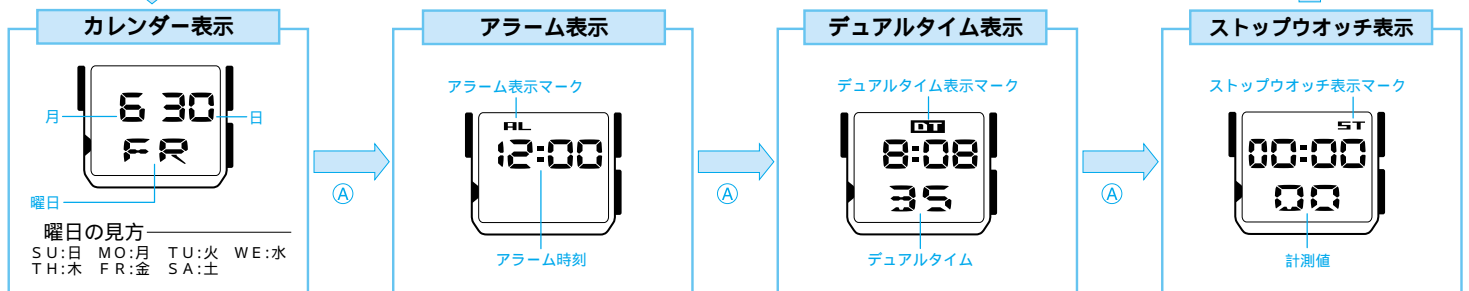 カレンダー表示
月
6 30
日
FR
曜日
曜日の見方
SU:日 MO:月 TU:火 WE:水
TH:木 FR:金 SA:土
Ⓐ
アラーム表示
アラーム表示マーク
AL
12:00
アラーム時刻
Ⓐ
デュアルタイム表示
デュアルタイム表示マーク
DT
8:08
35
デュアルタイム
Ⓐ
ストップウオッチ表示
ストップウオッチ表示マーク
ST
00:00
00
計測値